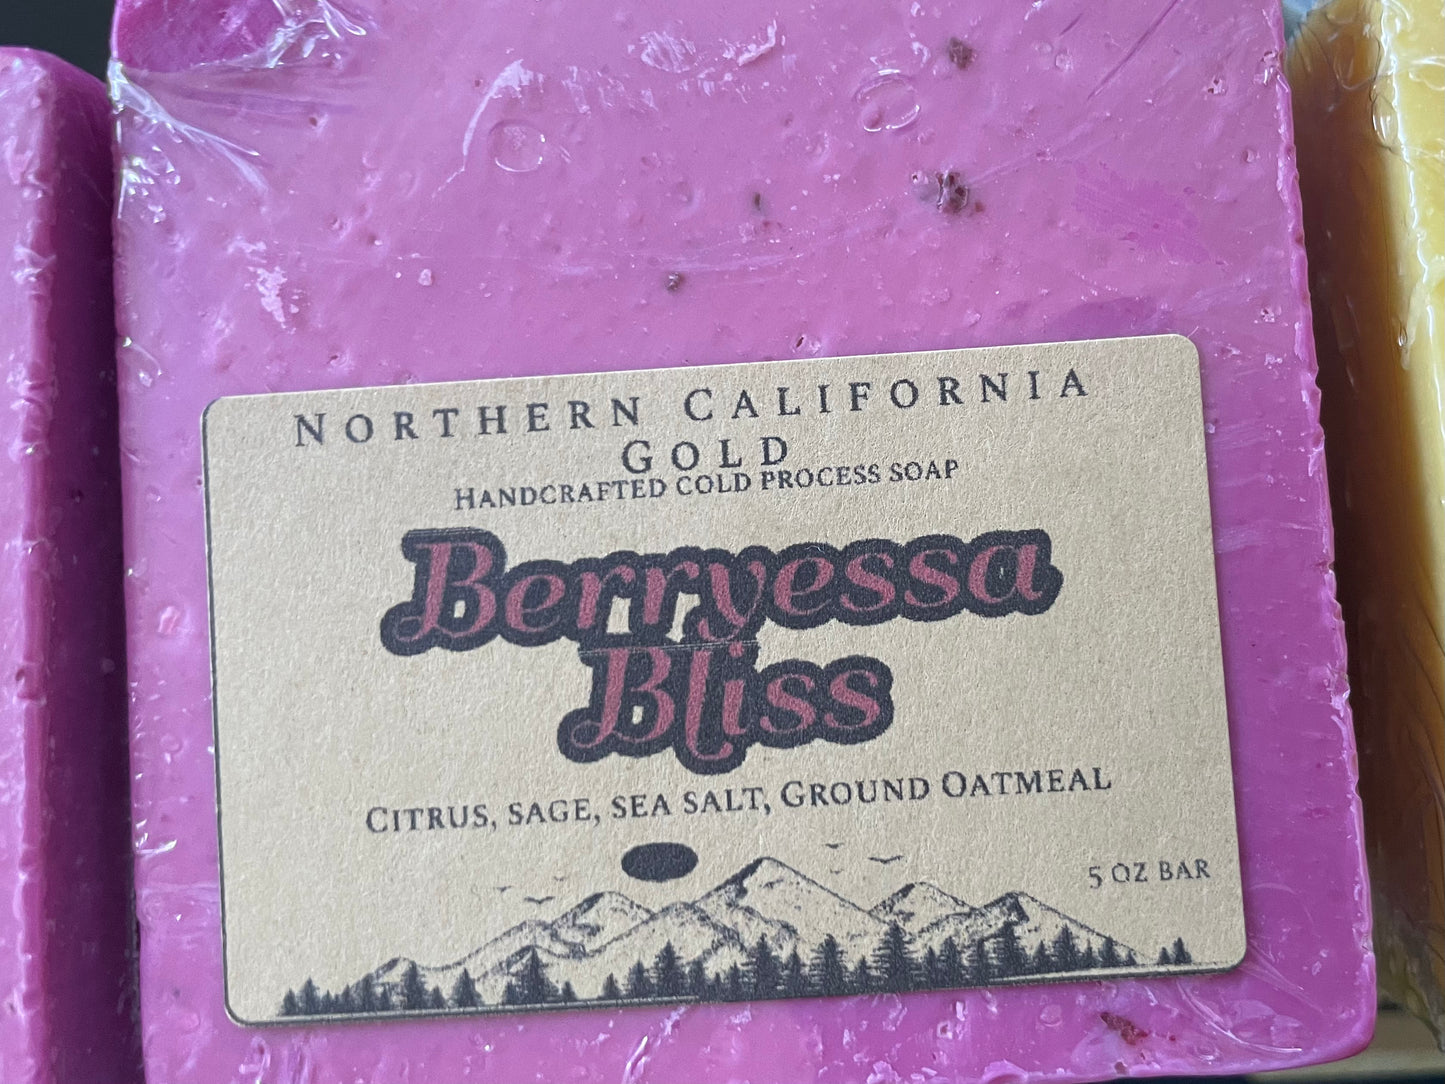 Northern California
Gold
Handcrafted cold process soap
Berryessa
Bliss
Citrus, sage, sea salt, Ground Oatmeal
5 oz bar